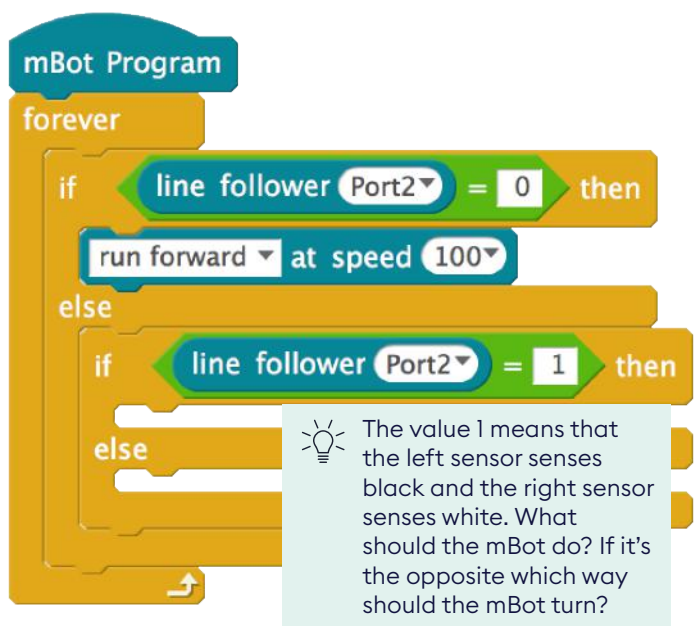 mBot Program
forever
if line follower Port2 = 0 then
run forward at speed 100
else
if line follower Port2 = 1 then
else
The value 1 means that
the left sensor senses
black and the right sensor
senses white. What
should the mBot do? If it's
the opposite which way
should the mBot turn?